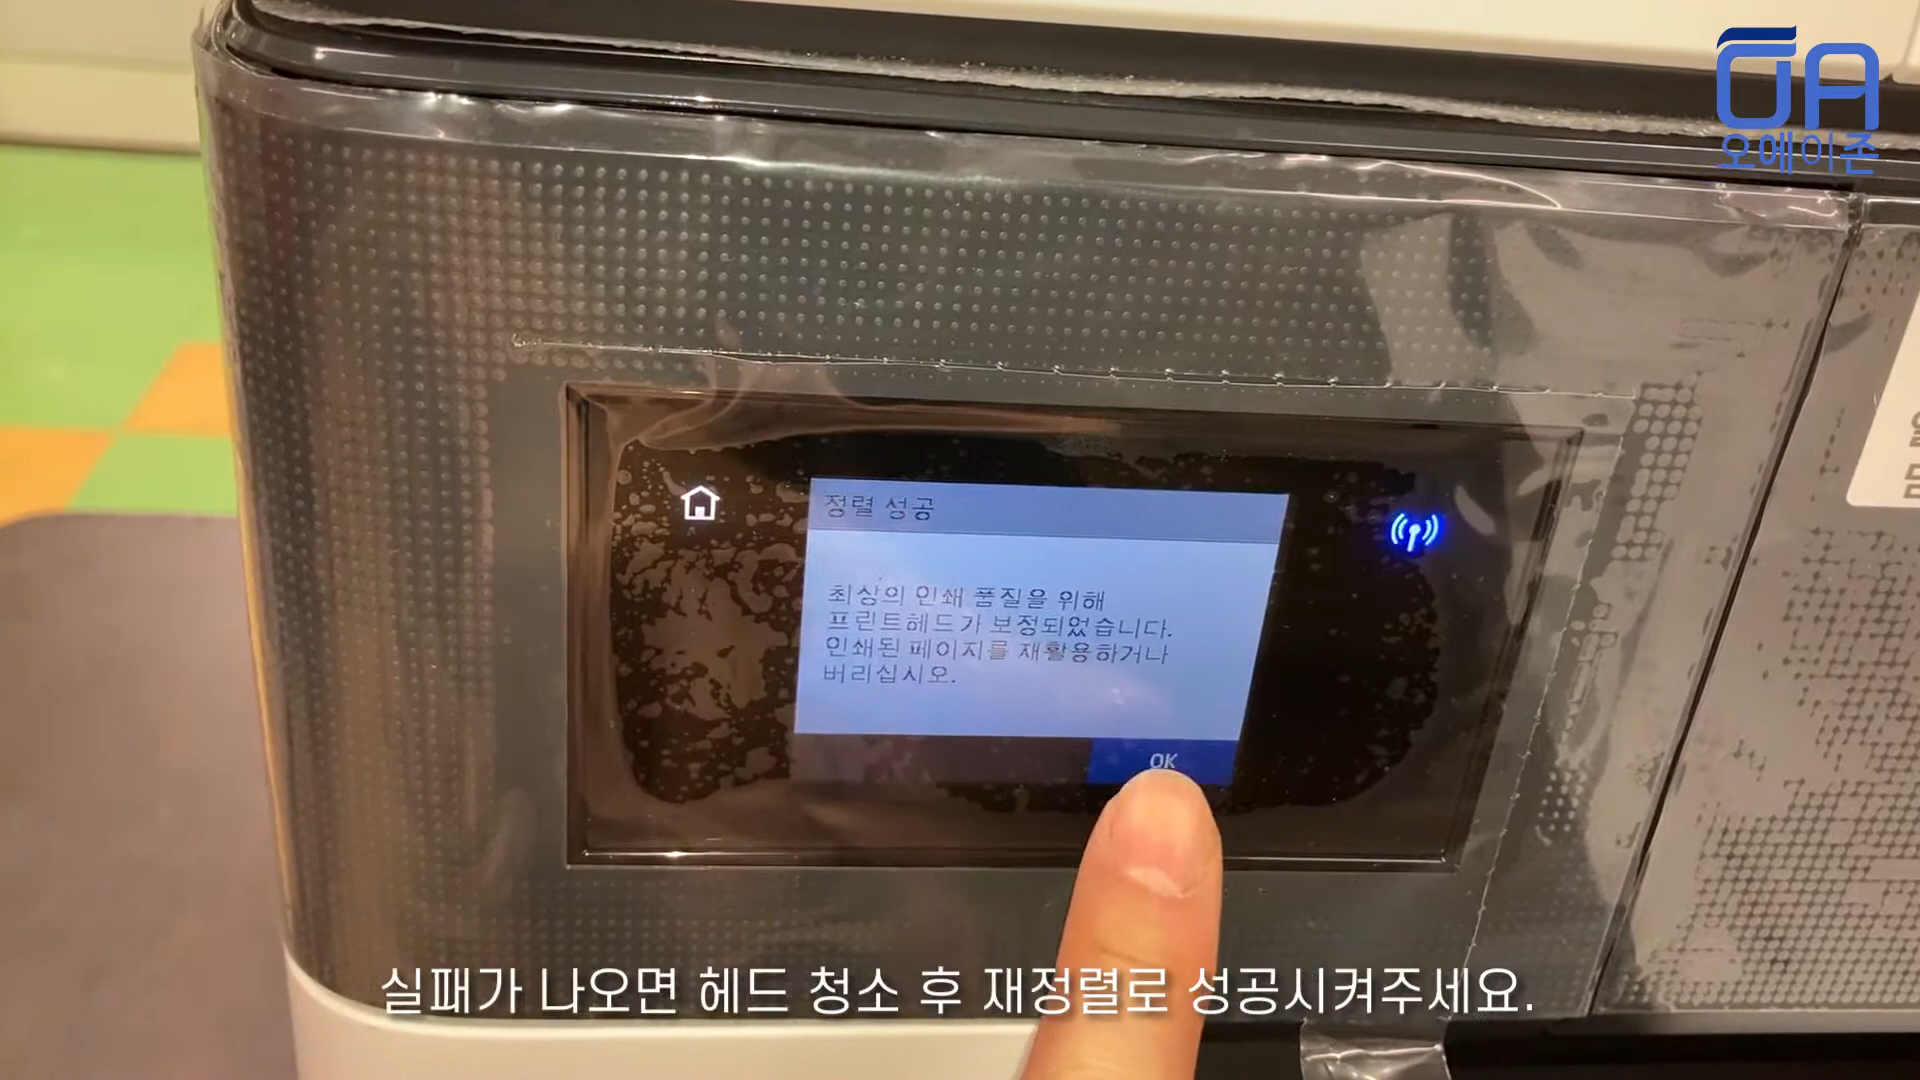 오에이존
정렬 성공
최상의 인쇄 품질을 위해
프린트헤드가 보정되었습니다.
인쇄된 페이지를 재활용하거나
버리십시오.
OK
실패가 나오면 헤드 청소 후 재정렬로 성공시켜주세요.